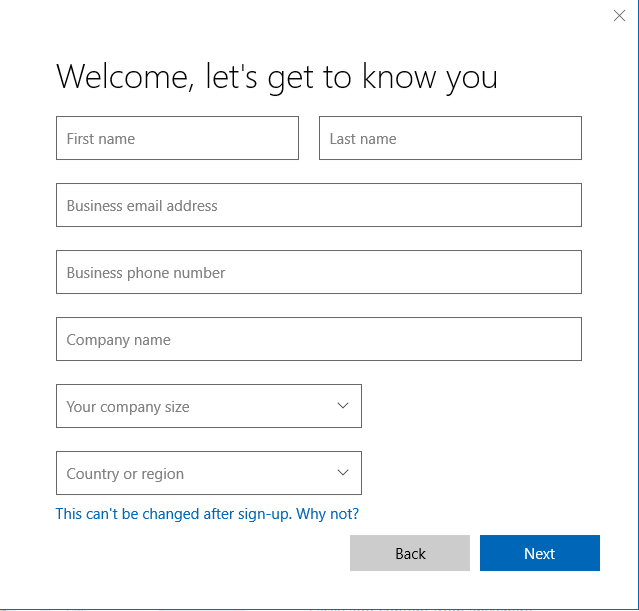 Welcome, let's get to know you
First name
Last name
Business email address
Business phone number
Company name
Your company size
Country or region
This can't be changed after sign-up. Why not?
Back
Next